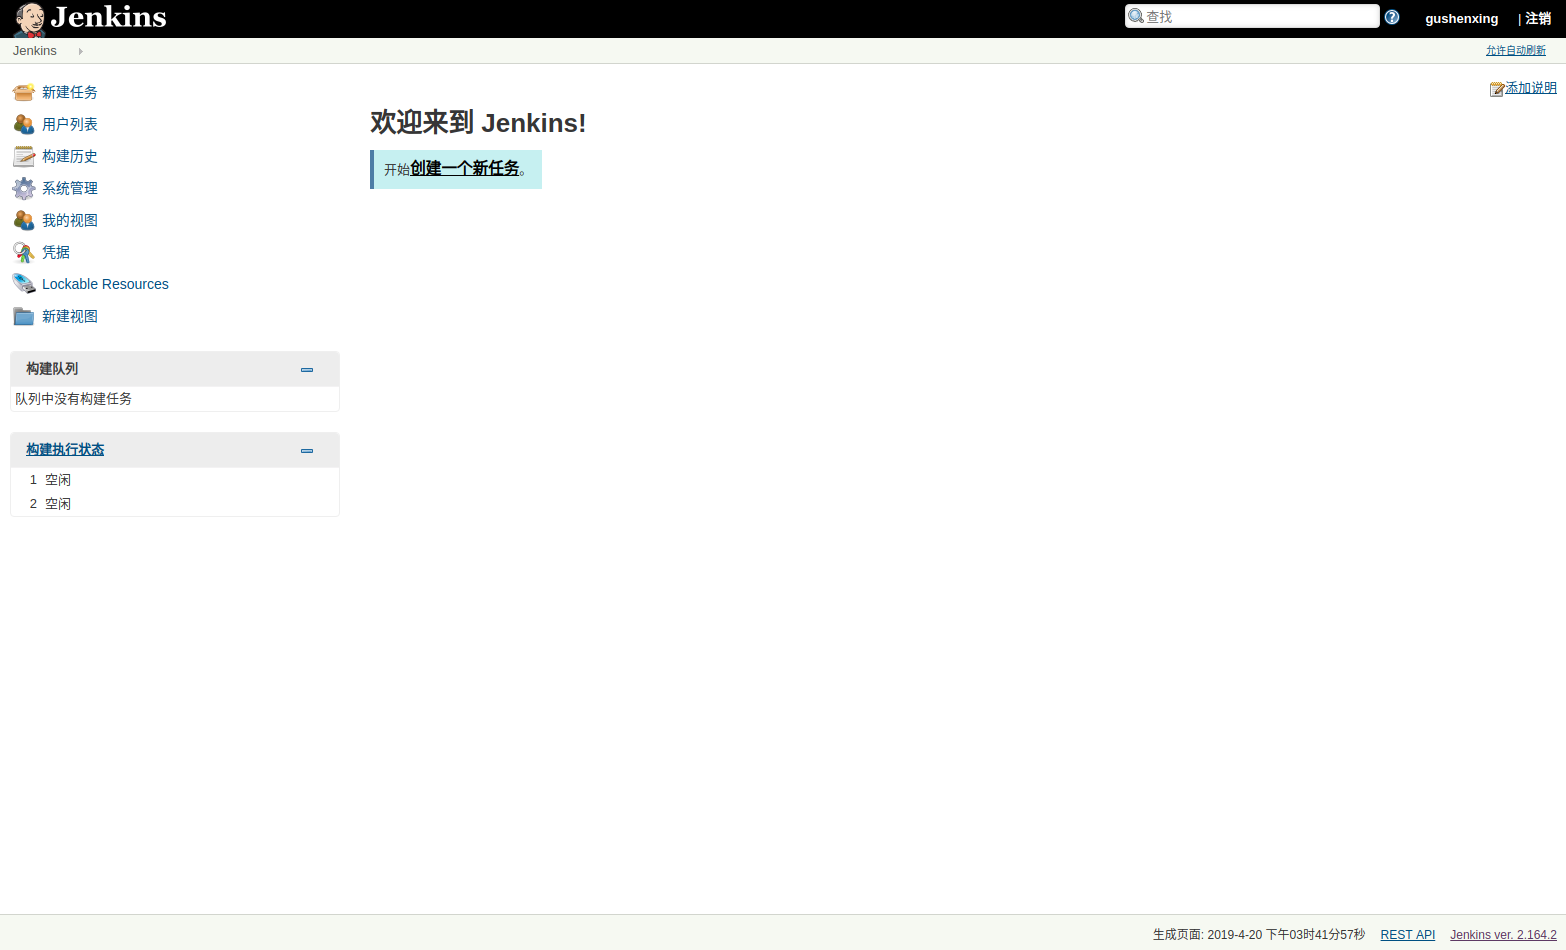 Jenkins
查找
gushenxing
| 注销
Jenkins
允许自动刷新
新建任务
用户列表
构建历史
系统管理
我的视图
凭据
Lockable Resources
新建视图
构建队列
队列中没有构建任务
构建执行状态
1 空闲
2 空闲
添加说明
欢迎来到 Jenkins!
开始创建一个新任务。
生成页面: 2019-4-20 下午03时41分57秒 REST API Jenkins ver. 2.164.2